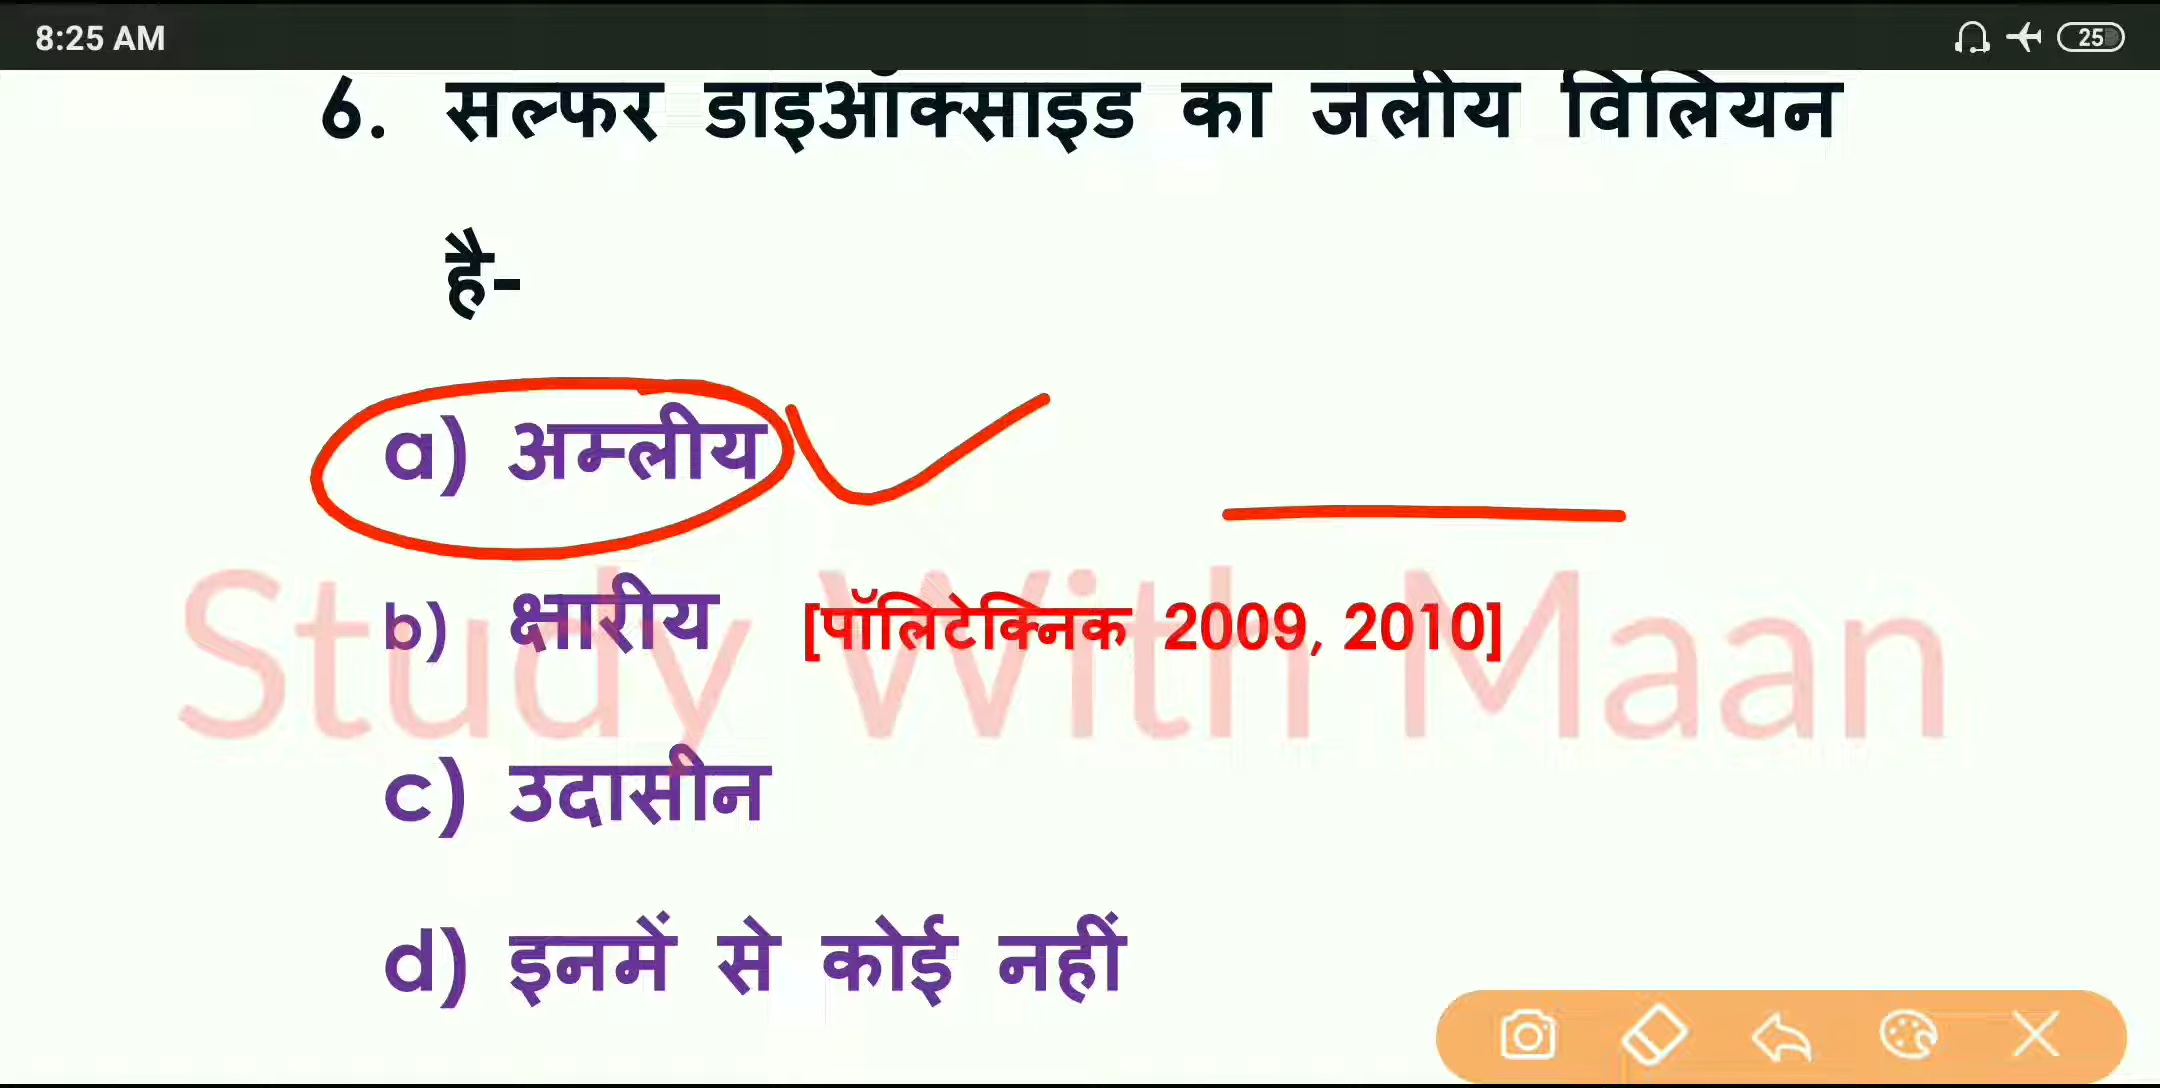 8:25 AM
25
6. सल्फर डाइऑक्साइड का जलीय विलियन
है-
a) अम्लीय
b) क्षारीय [पॉलिटेक्निक 2009, 2010]
Study With Maan
c) उदासीन
d) इनमें से कोई नहीं